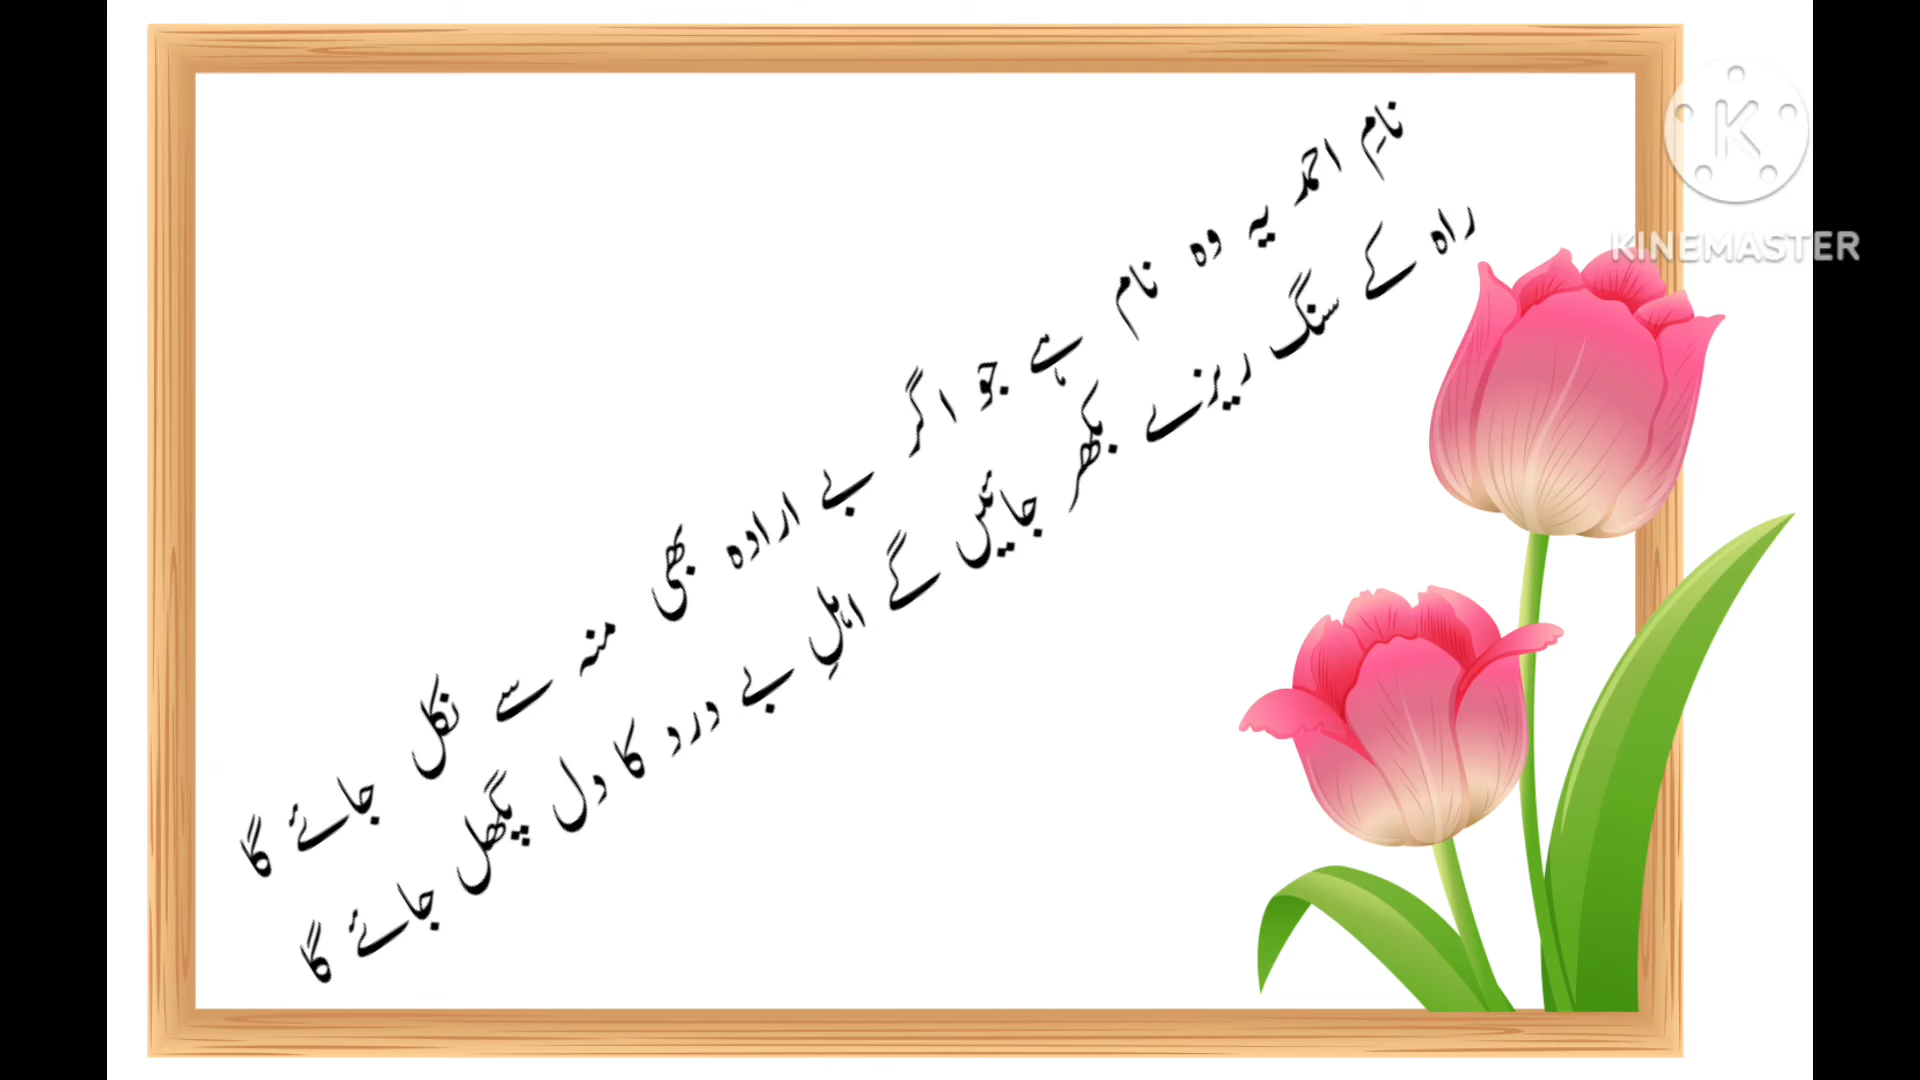 نامِ احمد یہ وہ نام ہے جو اگر بے ارادہ بھی منہ سے نکل جائے گا
راہ کے سنگ ریزے بکھر جائیں گے اہلِ بے درد کا دل پگھل جائے گا
KINEMASTER